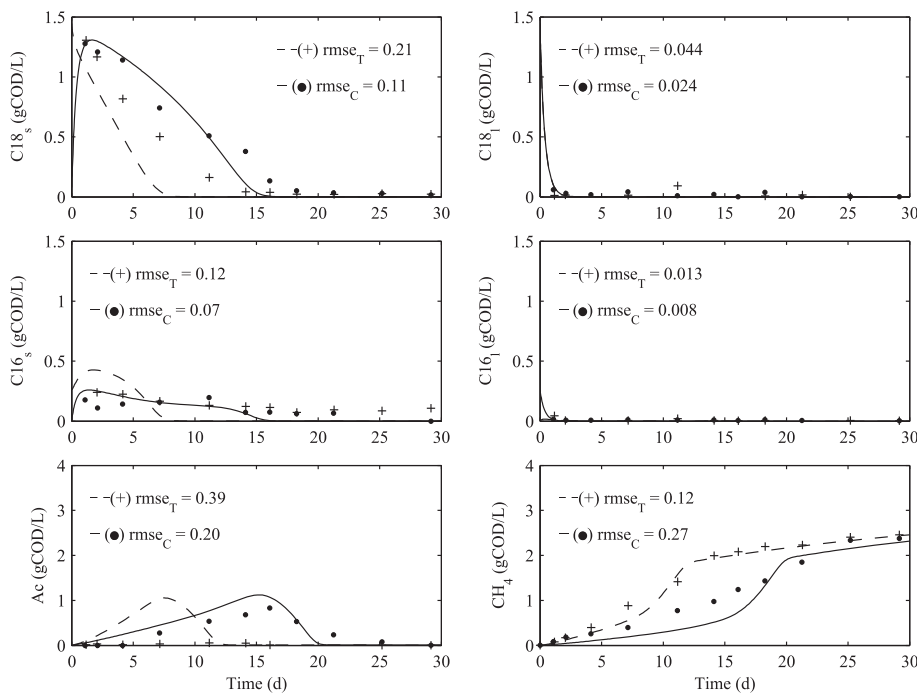 1.5
1
0.5
0
0 5 10 15 20 25 30
C18s (gCOD/L)
--(+) rmseT = 0.21
–(●) rmseC = 0.11
1.5
1
0.5
0
0 5 10 15 20 25 30
C18l (gCOD/L)
--(+) rmseT = 0.044
–(●) rmseC = 0.024
1.5
1
0.5
0
0 5 10 15 20 25 30
C16s (gCOD/L)
--(+) rmseT = 0.12
–(●) rmseC = 0.07
1.5
1
0.5
0
0 5 10 15 20 25 30
C16l (gCOD/L)
--(+) rmseT = 0.013
–(●) rmseC = 0.008
4
3
2
1
0
0 5 10 15 20 25 30
Ac (gCOD/L)
--(+) rmseT = 0.39
–(●) rmseC = 0.20
Time (d)
4
3
2
1
0
0 5 10 15 20 25 30
CH4 (gCOD/L)
--(+) rmseT = 0.12
–(●) rmseC = 0.27
Time (d)